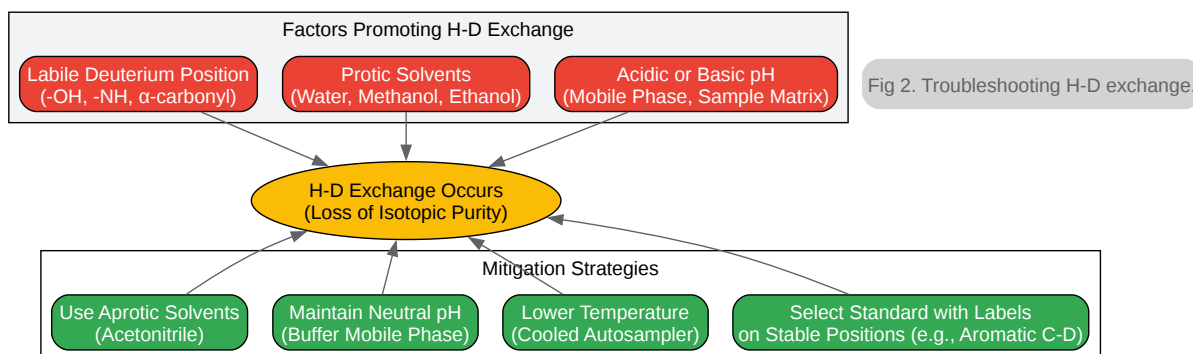 Factors Promoting H-D Exchange
Labile Deuterium Position
(-OH, -NH, α-carbonyl)
Protic Solvents
(Water, Methanol, Ethanol)
Acidic or Basic pH
(Mobile Phase, Sample Matrix)
Fig 2. Troubleshooting H-D exchange.
H-D Exchange Occurs
(Loss of Isotopic Purity)
Mitigation Strategies
Use Aprotic Solvents
(Acetonitrile)
Maintain Neutral pH
(Buffer Mobile Phase)
Lower Temperature
(Cooled Autosampler)
Select Standard with Labels
on Stable Positions (e.g., Aromatic C-D)